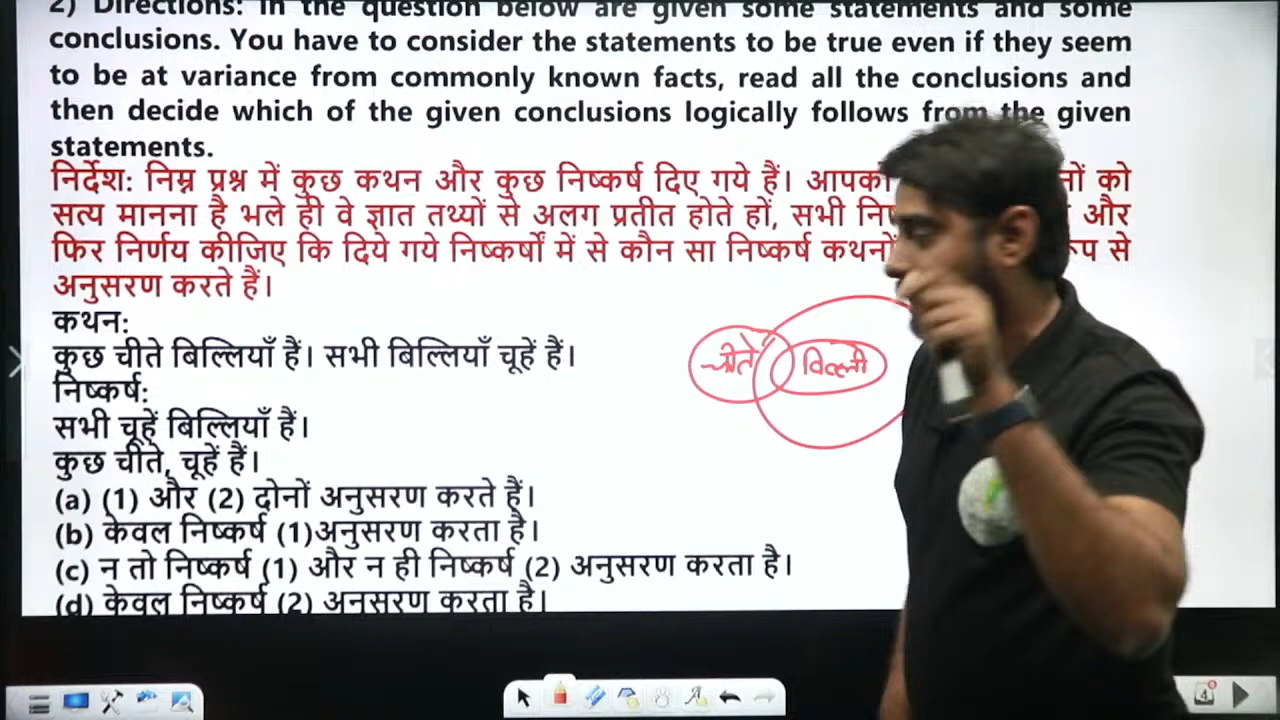 2) Directions: In the question below are given some statements and some
conclusions. You have to consider the statements to be true even if they seem
to be at variance from commonly known facts, read all the conclusions and
then decide which of the given conclusions logically follows from the given
statements.
निर्देश: निम्न प्रश्न में कुछ कथन और कुछ निष्कर्ष दिए गये हैं। को
सत्य मानना है भले ही वे ज्ञात तथ्यों से अलग प्रतीत होते हों, सभी और
फिर निर्णय कीजिए कि दिये गये निष्कर्षों में से कौन सा निष्कर्ष से
अनुसरण करते हैं।
कथन:
कुछ चीते बिल्लियाँ हैं। सभी बिल्लियाँ चूहें हैं।
निष्कर्ष:
सभी चूहें बिल्लियाँ हैं।
कुछ चीते, चूहें हैं।
(a) (1) और (2) दोनों अनुसरण करते हैं।
(b) केवल निष्कर्ष (1)अनुसरण करता है।
(c) न तो निष्कर्ष (1) और न ही निष्कर्ष (2) अनुसरण करता है।
(d) केवल निष्कर्ष (2) अनुसरण करता है।
चीते
बिल्ली
4